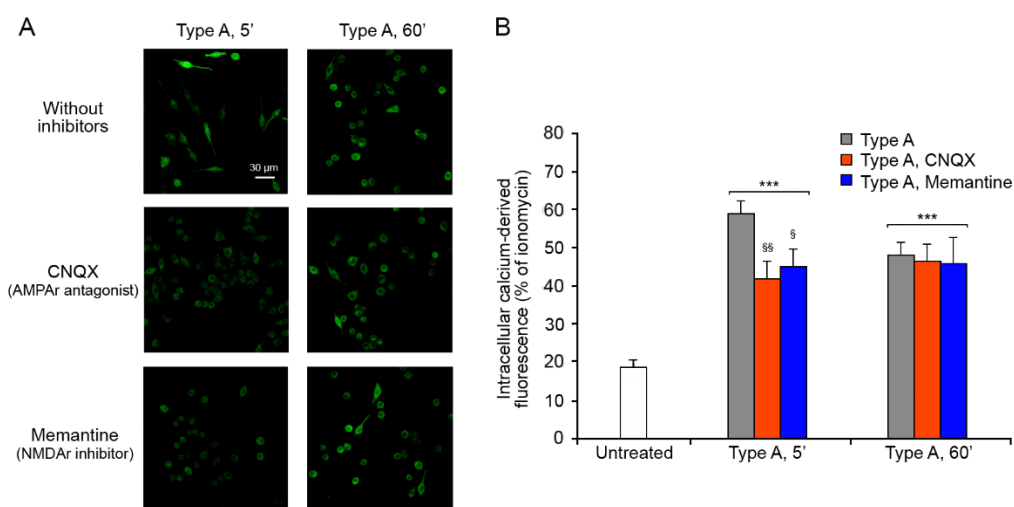 A
Type A, 5'
Type A, 60'
Without
inhibitors
30 µm
CNQX
(AMPAr antagonist)
Memantine
(NMDAr inhibitor)
B
Intracellular calcium-derived
fluorescence (% of ionomycin)
80
70
60
50
40
30
20
10
0
Type A
Type A, CNQX
Type A, Memantine
***
§§
§
***
Untreated
Type A, 5'
Type A, 60'